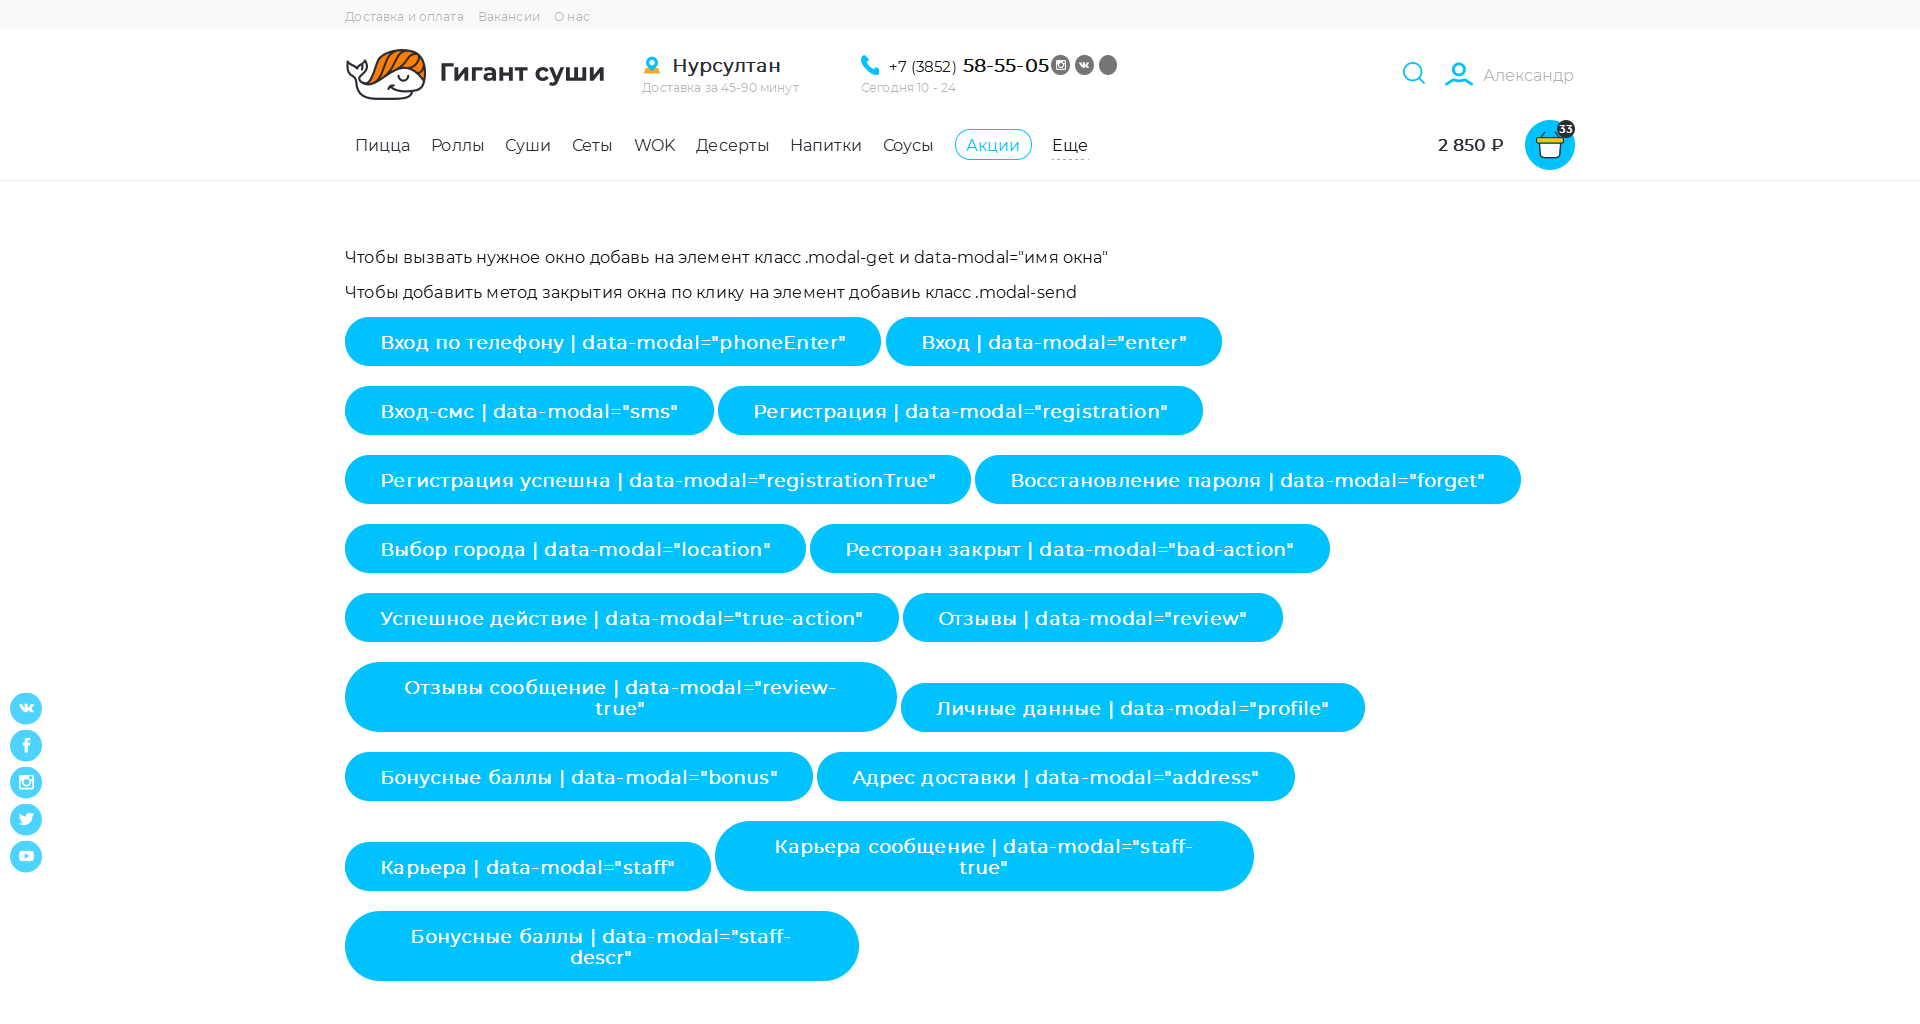 Доставка и оплата Вакансии О нас
Гигант суши
Нурсултан
Доставка за 45-90 минут
+7 (3852) 58-55-05
Сегодня 10 - 24
Александр
Пицца Роллы Суши Сеты WOK Десерты Напитки Соусы Акции Еще
2 850 ₽
33
Чтобы вызвать нужное окно добавь на элемент класс .modal-get и data-modal="имя окна"
Чтобы добавить метод закрытия окна по клику на элемент добавиь класс .modal-send
Вход по телефону | data-modal="phoneEnter"
Вход | data-modal="enter"
Вход-смс | data-modal="sms"
Регистрация | data-modal="registration"
Регистрация успешна | data-modal="registrationTrue"
Восстановление пароля | data-modal="forget"
Выбор города | data-modal="location"
Ресторан закрыт | data-modal="bad-action"
Успешное действие | data-modal="true-action"
Отзывы | data-modal="review"
Отзывы сообщение | data-modal="review-
true"
Личные данные | data-modal="profile"
Бонусные баллы | data-modal="bonus"
Адрес доставки | data-modal="address"
Карьера | data-modal="staff"
Карьера сообщение | data-modal="staff-
true"
Бонусные баллы | data-modal="staff-
descr"